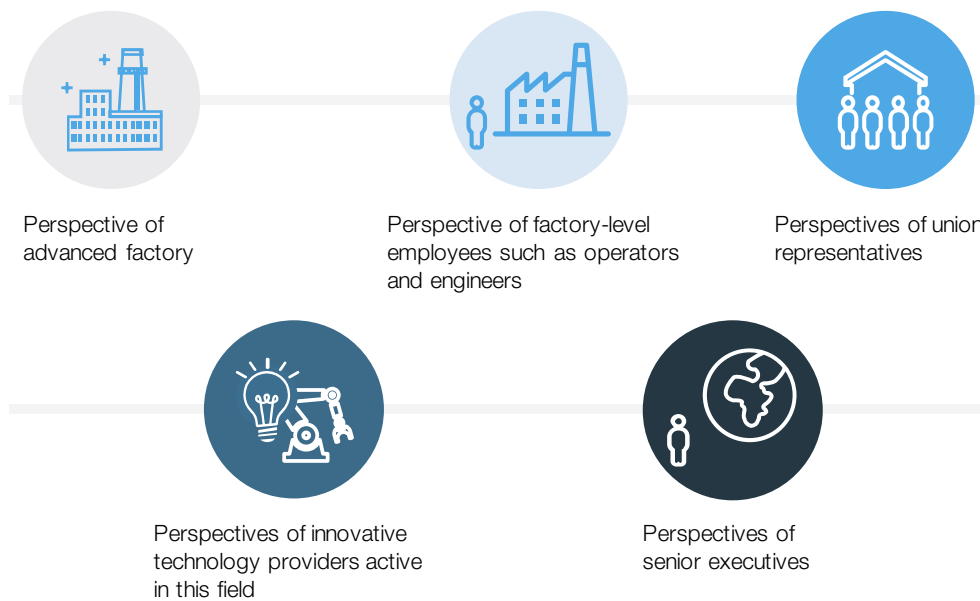 Perspective of
advanced factory
Perspective of factory-level
employees such as operators
and engineers
Perspectives of union
representatives
Perspectives of innovative
technology providers active
in this field
Perspectives of
senior executives